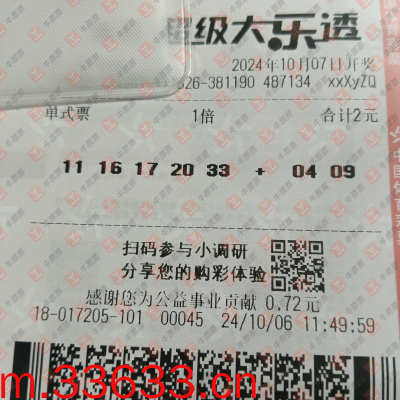 超级大乐透
2024年10月07日开奖
626-381190 487134 xxXyZQ
单式票 1倍 合计2元
11 16 17 20 33 + 04 09
扫码参与小调研
分享您的购彩体验
感谢您为公益事业贡献 0.72元
18-017205-101 00045 24/10/06 11:49:59
m.33633.cn